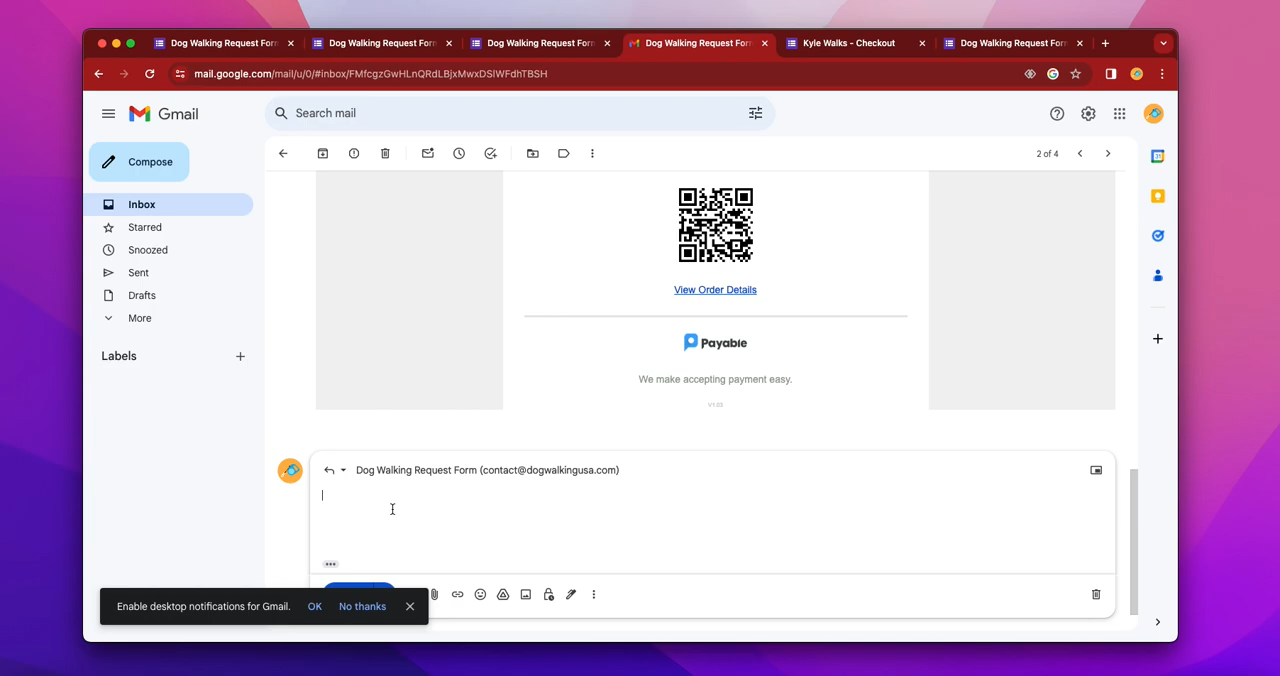 Dog Walking Request Form
Dog Walking Request Form
Dog Walking Request Form
Dog Walking Request Form
Kyle Walks - Checkout
Dog Walking Request Form
mail.google.com/mail/u/0/#inbox/FMfcgzGwHLnQRdLBjxMwxDSlWFdhTBSH
Gmail
Search mail
Compose
2 of 4
Inbox
Starred
Snoozed
Sent
Drafts
More
Labels
View Order Details
Payable
We make accepting payment easy.
V1.03
Dog Walking Request Form (contact@dogwalkingusa.com)
Enable desktop notifications for Gmail. OK No thanks